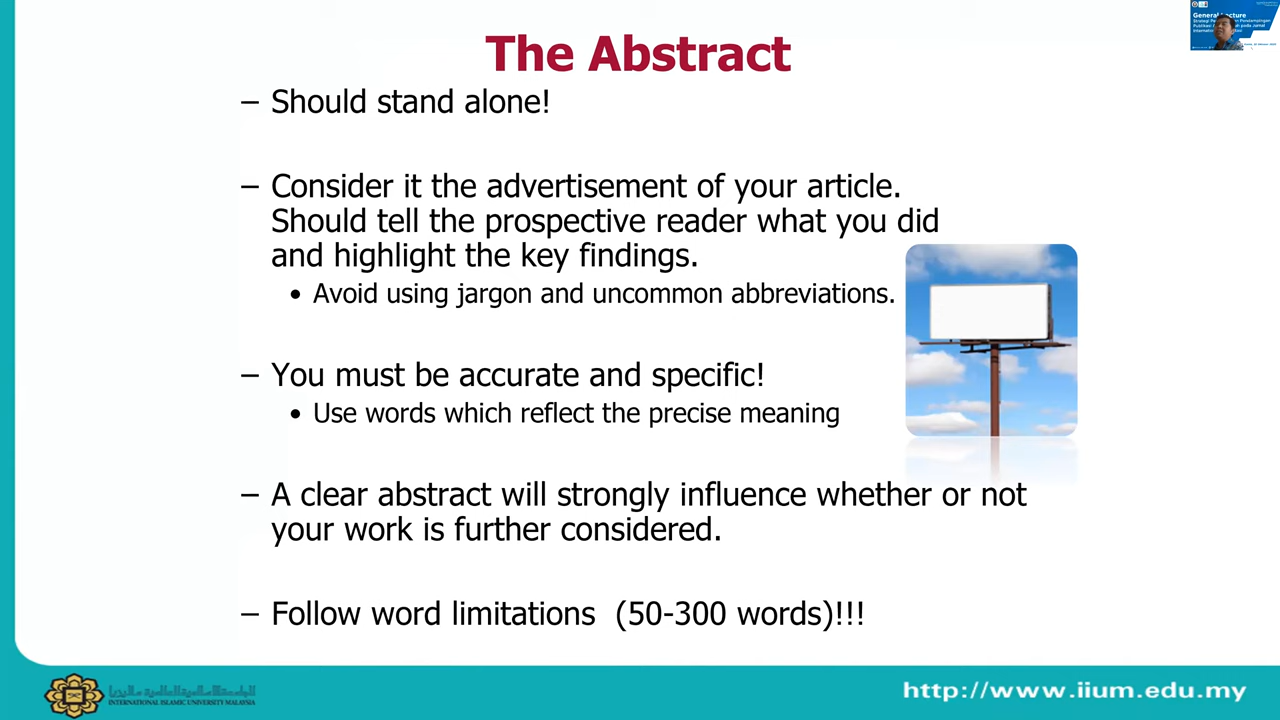 The Abstract
– Should stand alone!
– Consider it the advertisement of your article.
Should tell the prospective reader what you did
and highlight the key findings.
• Avoid using jargon and uncommon abbreviations.
– You must be accurate and specific!
• Use words which reflect the precise meaning
– A clear abstract will strongly influence whether or not
your work is further considered.
– Follow word limitations (50-300 words)!!!
INTERNATIONAL ISLAMIC UNIVERSITY MALAYSIA
http://www.iium.edu.my
General Lecture